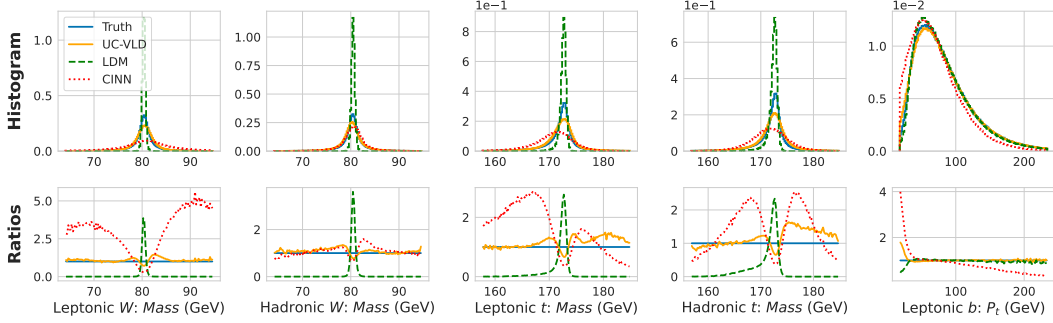 Histogram
1.0
0.5
0.0
70 80 90
Truth
UC-VLD
LDM
CINN
1.00
0.75
0.50
0.25
0.00
70 80 90
1e−1
8
6
4
2
0
160 170 180
1e−1
6
4
2
0
160 170 180
1e−2
1.0
0.5
0.0
100 200
Ratios
5.0
2.5
0.0
70 80 90
Leptonic W: Mass (GeV)
2
1
0
70 80 90
Hadronic W: Mass (GeV)
2
0
160 170 180
Leptonic t: Mass (GeV)
2
1
0
160 170 180
Hadronic t: Mass (GeV)
4
2
100 200
Leptonic b: Pt (GeV)